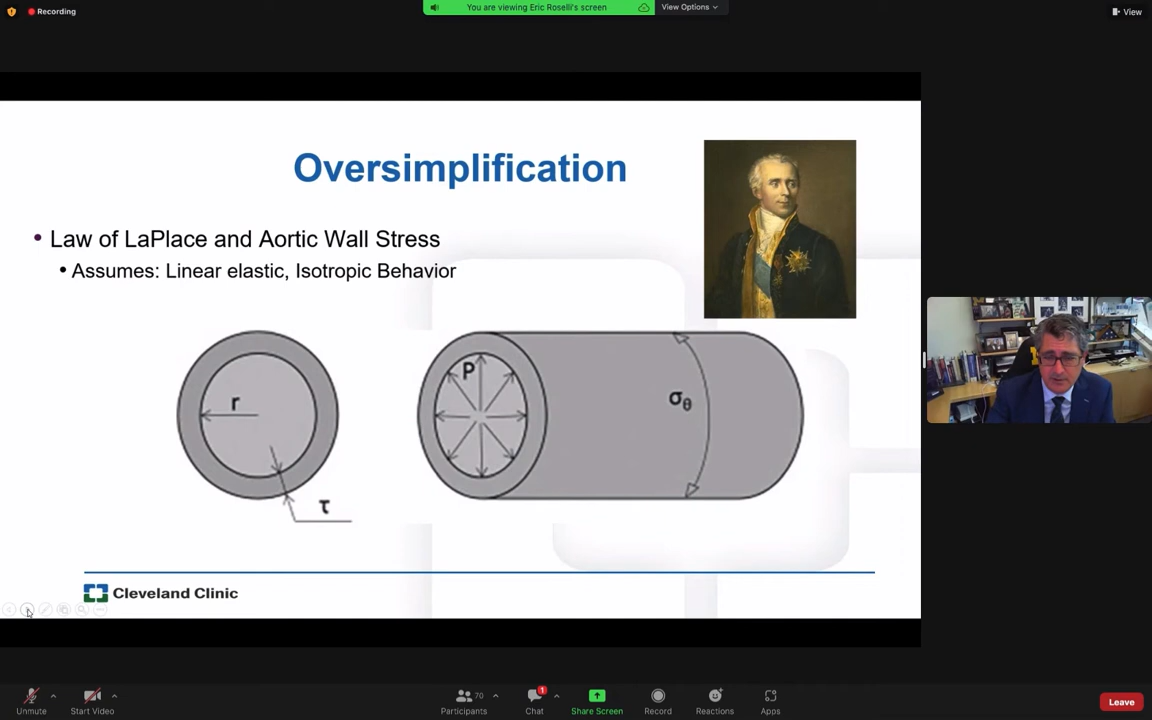 Recording
You are viewing Eric Roselli's screen
View Options
View
Oversimplification
• Law of LaPlace and Aortic Wall Stress
• Assumes: Linear elastic, Isotropic Behavior
r
τ
P
σθ
Cleveland Clinic
Unmute
Start Video
Participants
70
Chat
1
Share Screen
Record
Reactions
Apps
Leave